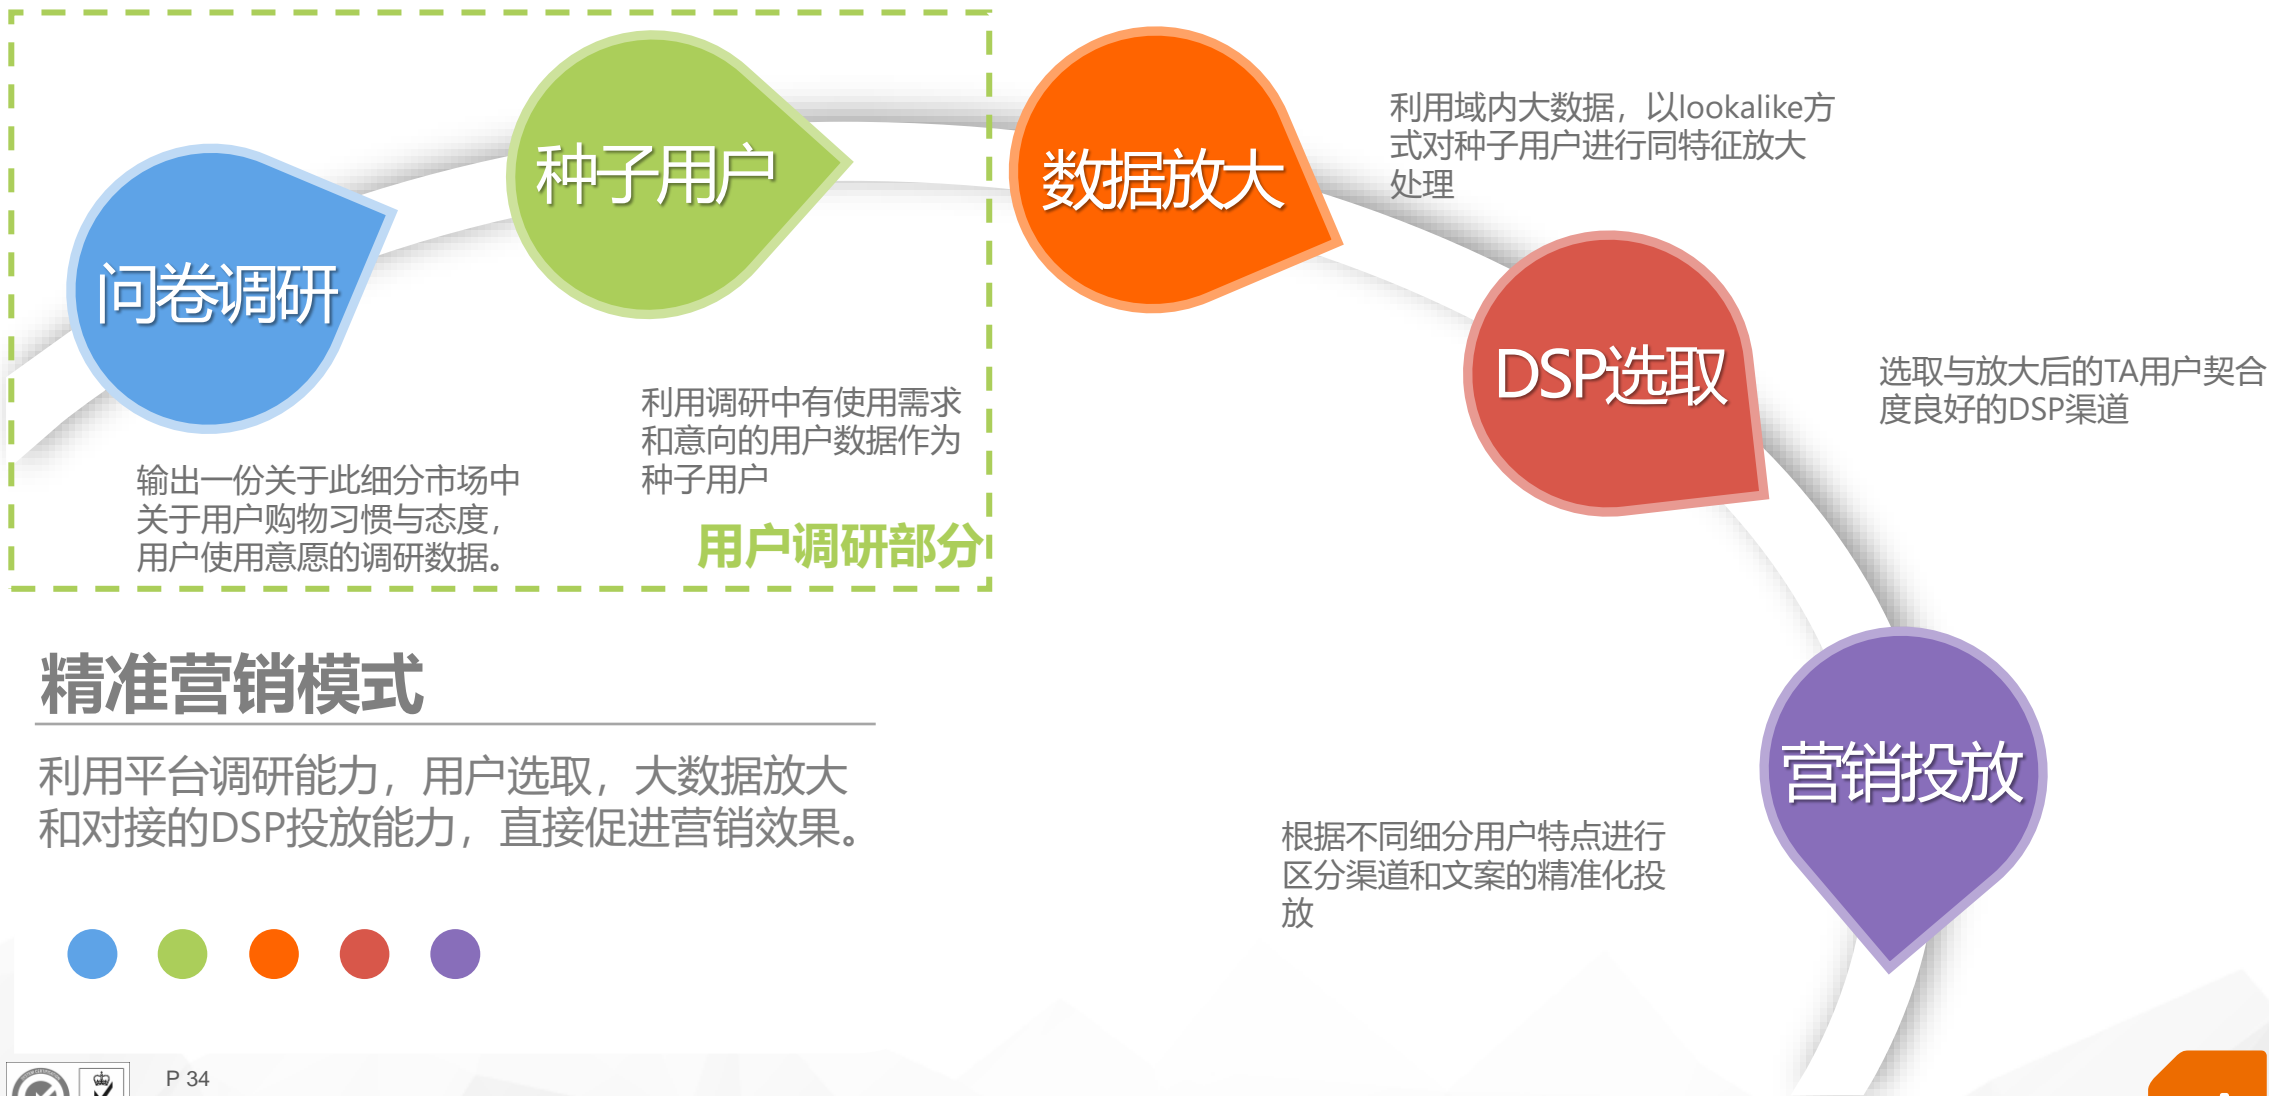 问卷调研
输出一份关于此细分市场中
关于用户购物习惯与态度，
用户使用意愿的调研数据。
种子用户
利用调研中有使用需求
和意向的用户数据作为
种子用户
用户调研部分
数据放大
利用域内大数据，以lookalike方
式对种子用户进行同特征放大
处理
DSP选取
选取与放大后的TA用户契合
度良好的DSP渠道
营销投放
根据不同细分用户特点进行
区分渠道和文案的精准化投
放
精准营销模式
利用平台调研能力，用户选取，大数据放大
和对接的DSP投放能力，直接促进营销效果。
P 34